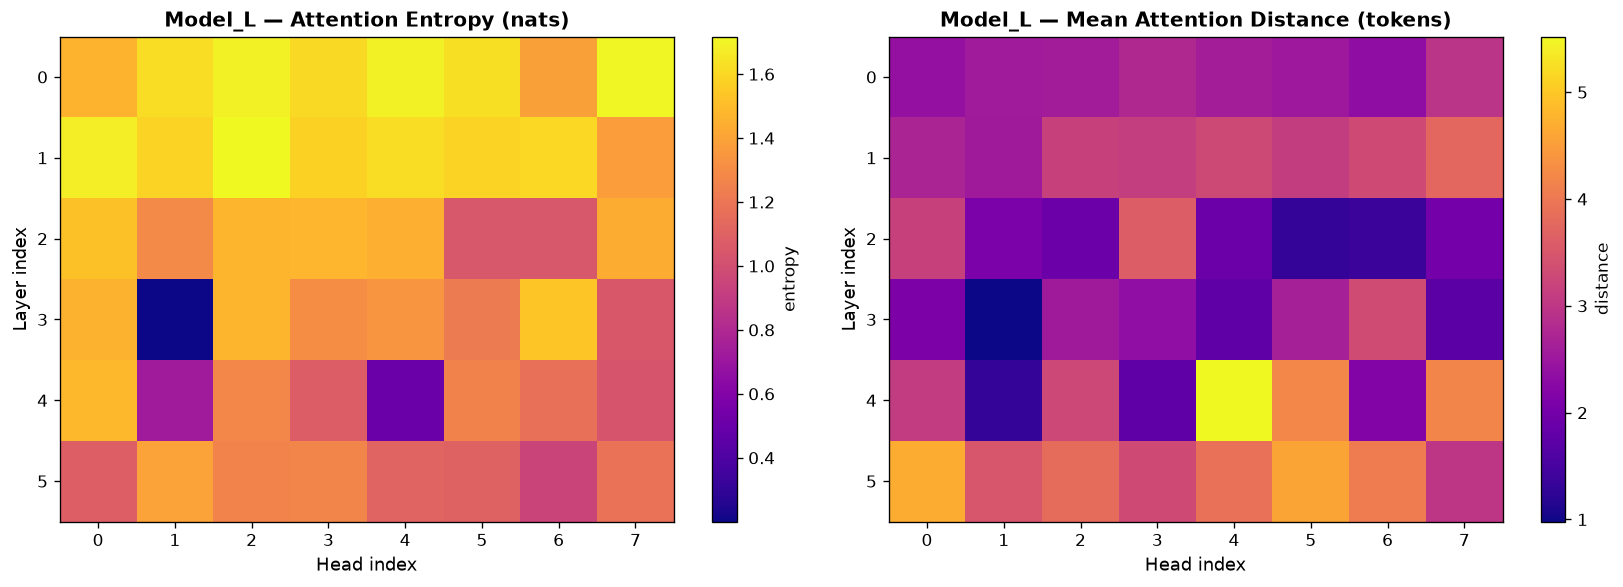 Model_L — Attention Entropy (nats)
Layer index
0
1
2
3
4
5
0 1 2 3 4 5 6 7
Head index
1.6
1.4
1.2
1.0
0.8
0.6
0.4
entropy
Model_L — Mean Attention Distance (tokens)
Layer index
0
1
2
3
4
5
0 1 2 3 4 5 6 7
Head index
5
4
3
2
1
distance